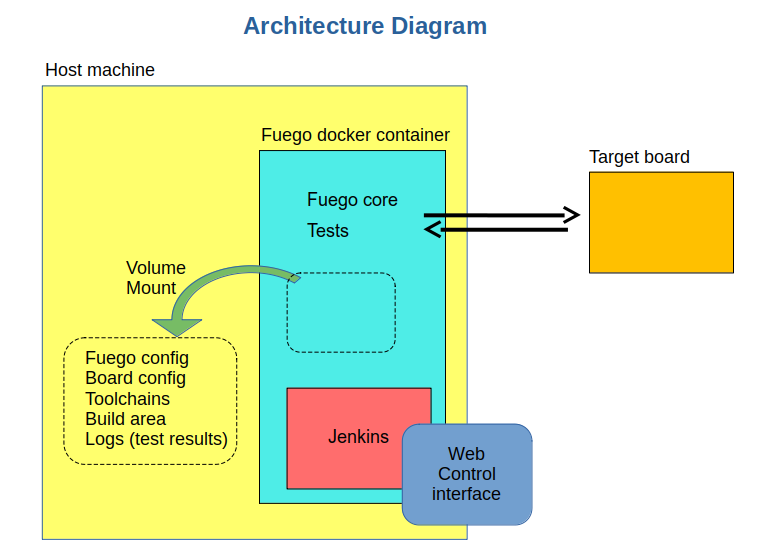 Architecture Diagram
Host machine
Fuego docker container
Target board
Fuego core
Tests
Volume
Mount
Fuego config
Board config
Toolchains
Build area
Logs (test results)
Jenkins
Web
Control
interface